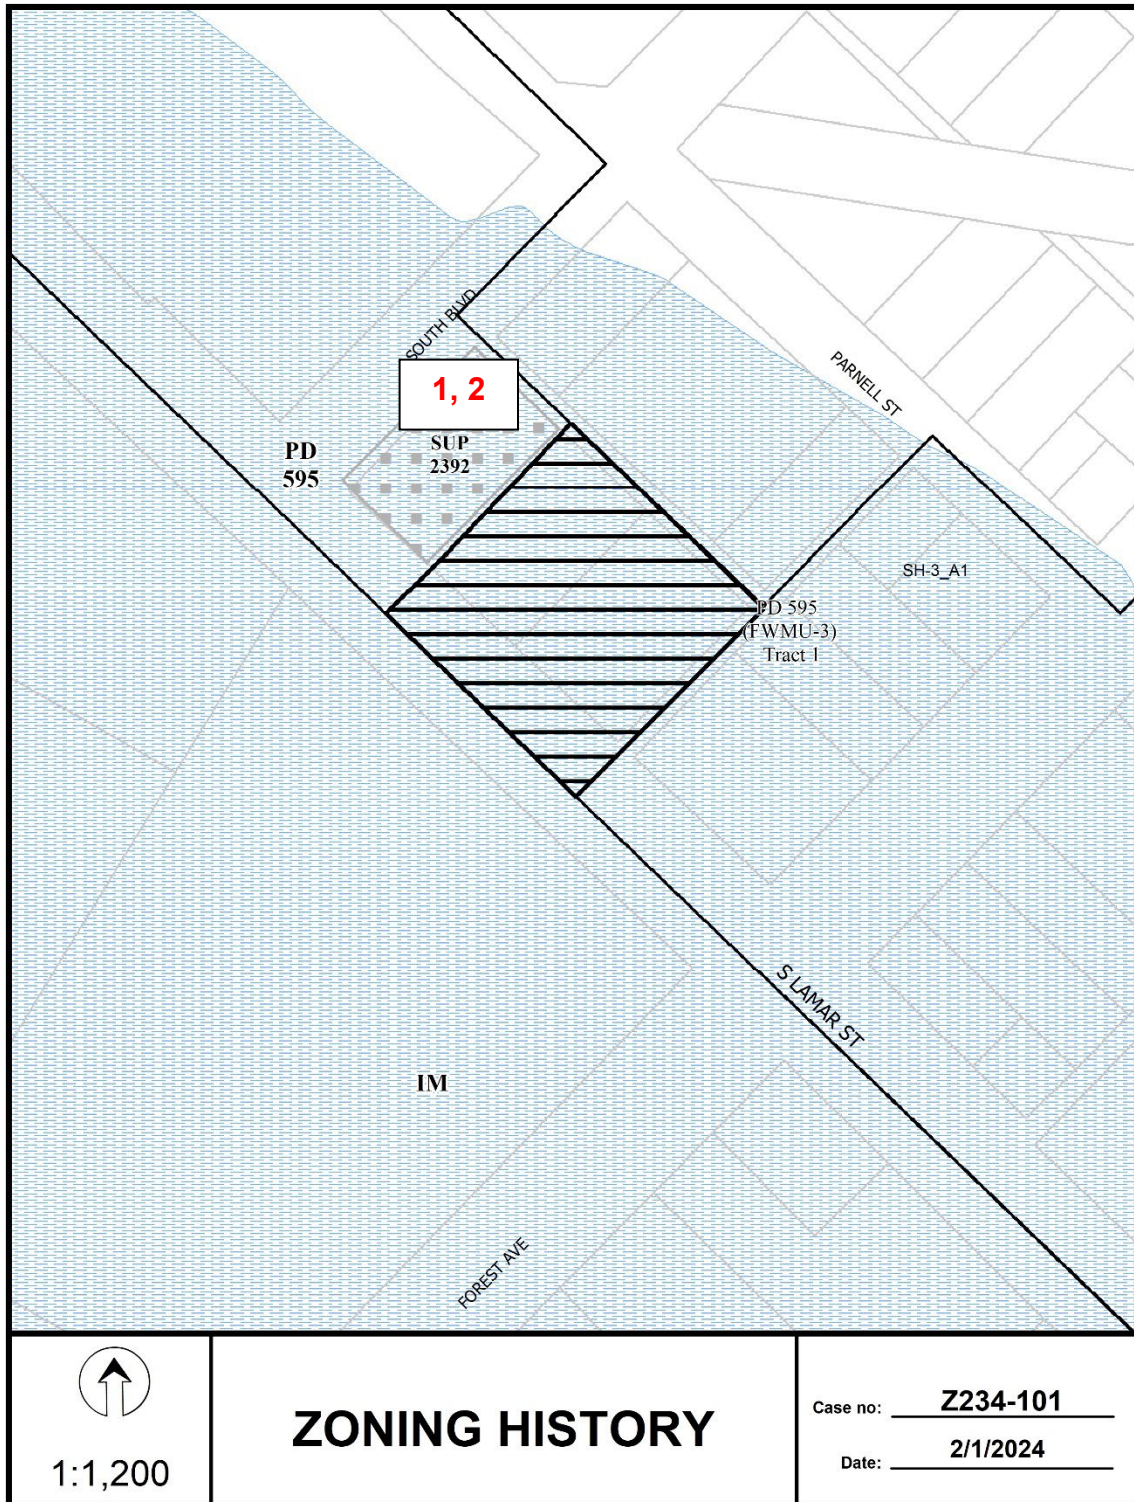 SOUTH BLVD
1, 2
PARNELL ST
SUP
2392
PD
595
SH-3_A1
PD 595
(FWMU-3)
Tract 1
S LAMAR ST
IM
FOREST AVE
1:1,200
ZONING HISTORY
Case no: Z234-101
Date: 2/1/2024